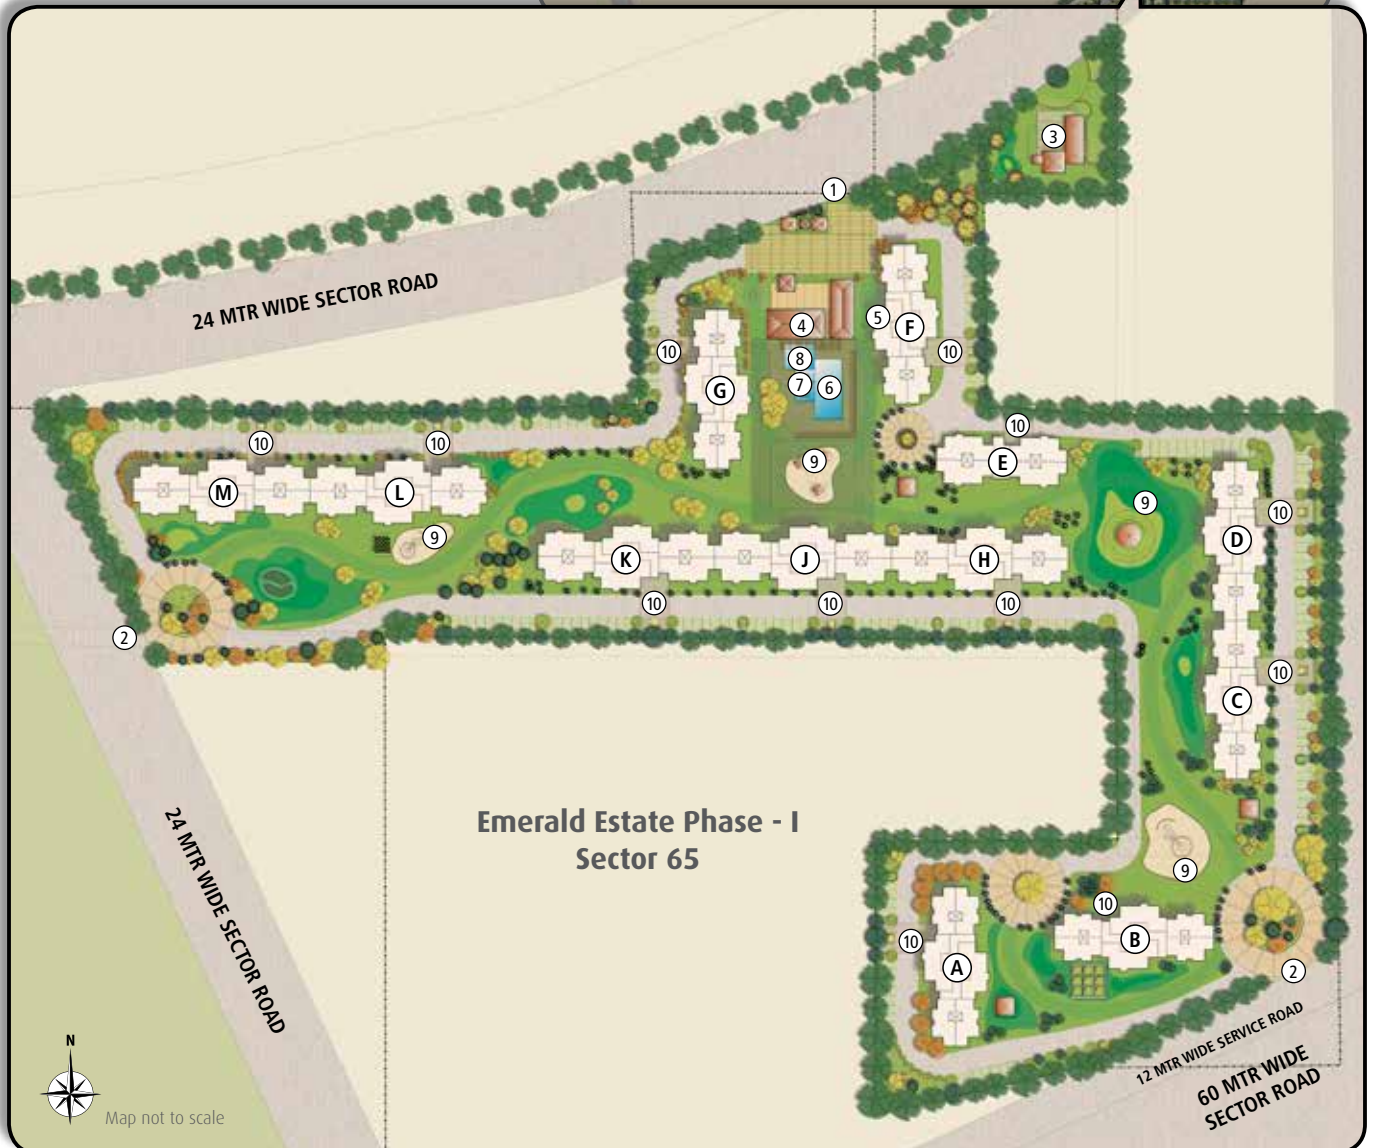 3
1
24 MTR WIDE SECTOR ROAD
4
5
F
10
10
8
7
6
G
10
10
10
E
9
9
M
L
10
D
9
K
J
H
10
10
10
2
10
C
Emerald Estate Phase - I
Sector 65
24 MTR WIDE SECTOR ROAD
9
10
10
B
A
2
12 MTR WIDE SERVICE ROAD
60 MTR WIDE
SECTOR ROAD
N
Map not to scale